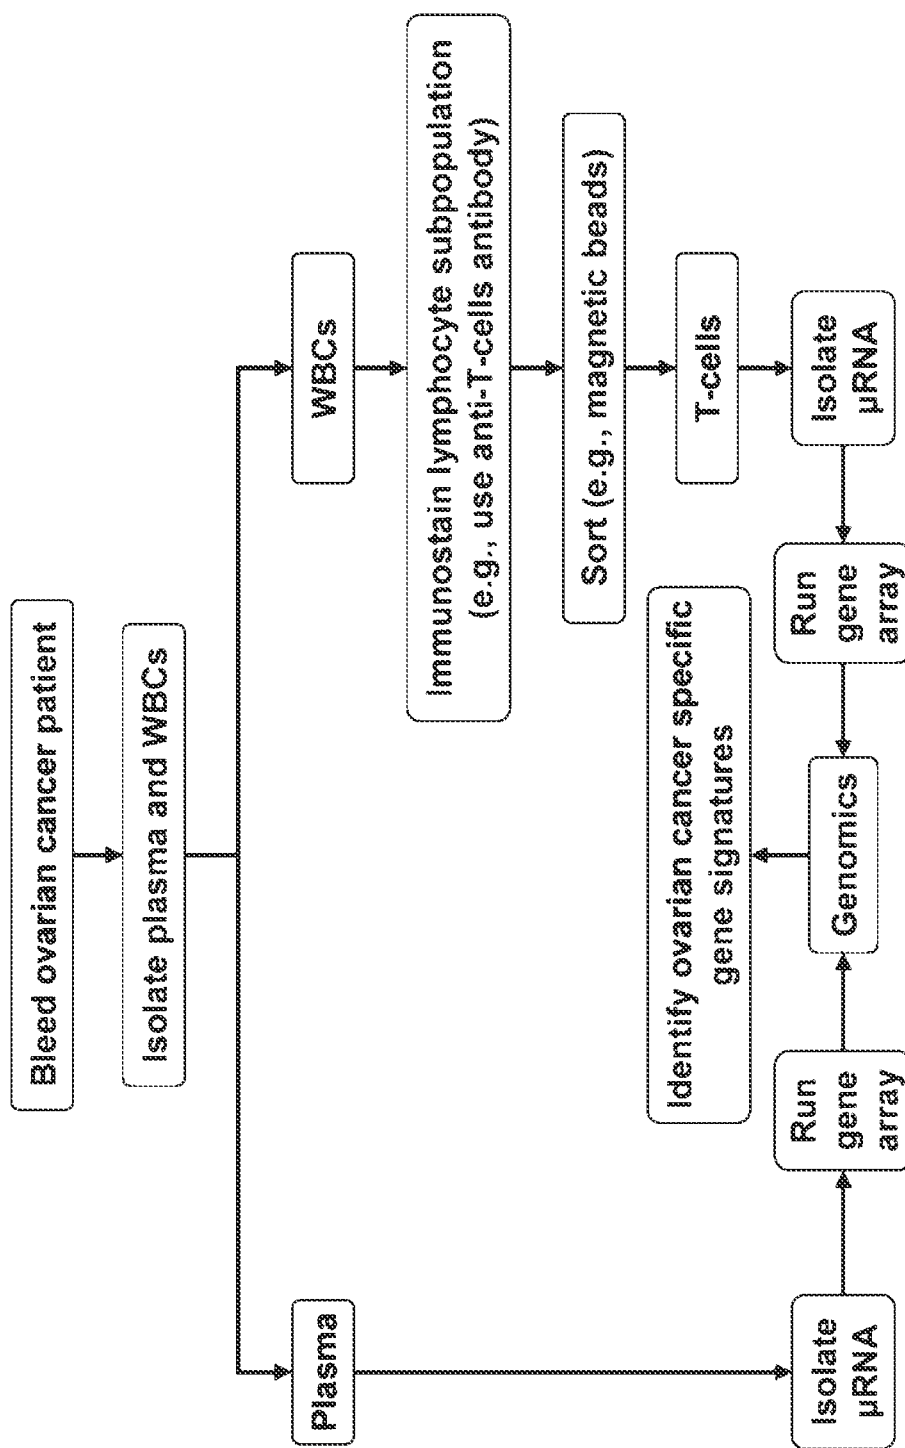 Bleed ovarian cancer patient
Isolate plasma and WBCs
Plasma
WBCs
Immunostain lymphocyte subpopulation
(e.g., use anti-T-cells antibody)
Sort (e.g., magnetic beads)
T-cells
Identify ovarian cancer specific
gene signatures
Isolate
µRNA
Run
gene
array
Genomics
Run
gene
array
Isolate
µRNA